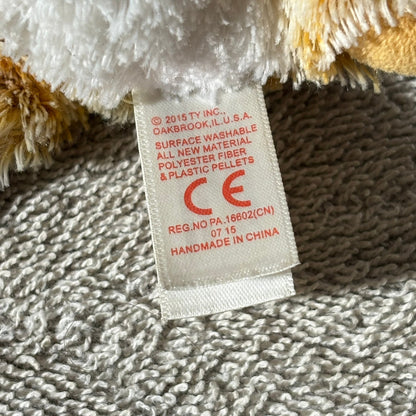 © 2015 TY INC.,
OAKBROOK,IL.U.S.A.
SURFACE WASHABLE
ALL NEW MATERIAL
POLYESTER FIBER
& PLASTIC PELLETS
CE
REG.NO PA.16602(CN)
07 15
HANDMADE IN CHINA